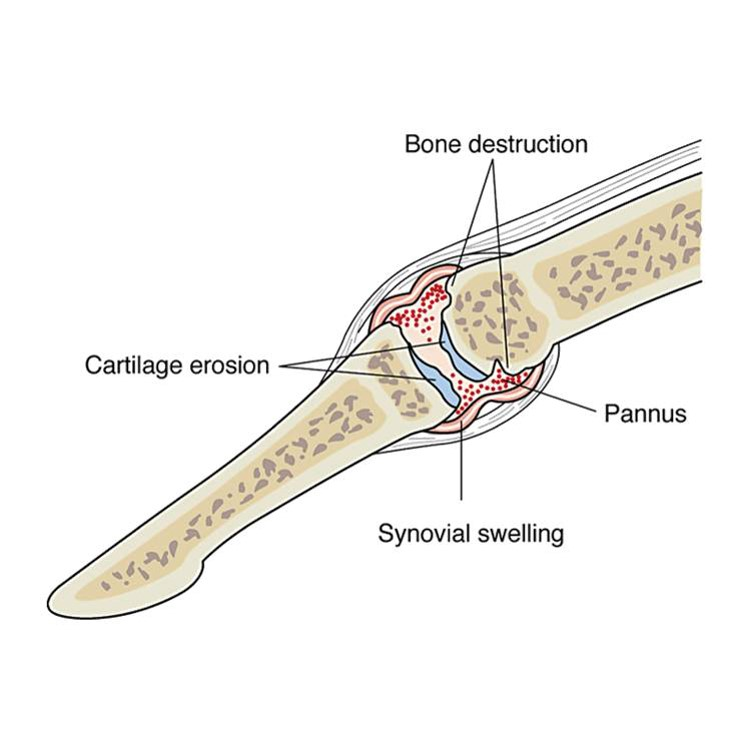 Bone destruction
Cartilage erosion
Pannus
Synovial swelling